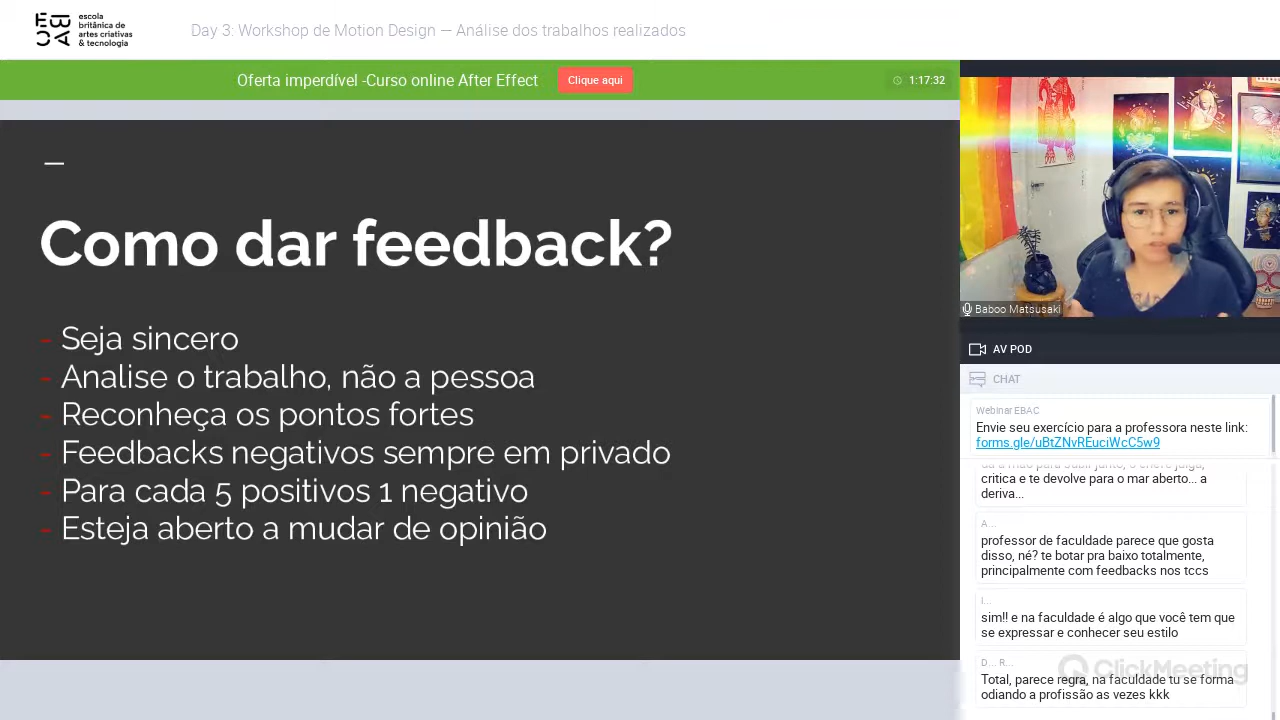 EBAC
escola
britânica de
artes criativas
& tecnologia
Day 3: Workshop de Motion Design — Análise dos trabalhos realizados
Oferta imperdível -Curso online After Effect
Clique aqui
1:17:32
Como dar feedback?
- Seja sincero
- Analise o trabalho, não a pessoa
- Reconheça os pontos fortes
- Feedbacks negativos sempre em privado
- Para cada 5 positivos 1 negativo
- Esteja aberto a mudar de opinião
Baboo Matsusaki
AV POD
CHAT
Webinar EBAC
Envie seu exercício para a professora neste link:
forms.gle/uBtZNvREuciWcC5w9
critica e te devolve para o mar aberto... a
deriva...
A...
professor de faculdade parece que gosta
disso, né? te botar pra baixo totalmente,
principalmente com feedbacks nos tccs
I...
sim!! e na faculdade é algo que você tem que
se expressar e conhecer seu estilo
D... R...
Total, parece regra, na faculdade tu se forma
odiando a profissão as vezes kkk
ClickMeeting